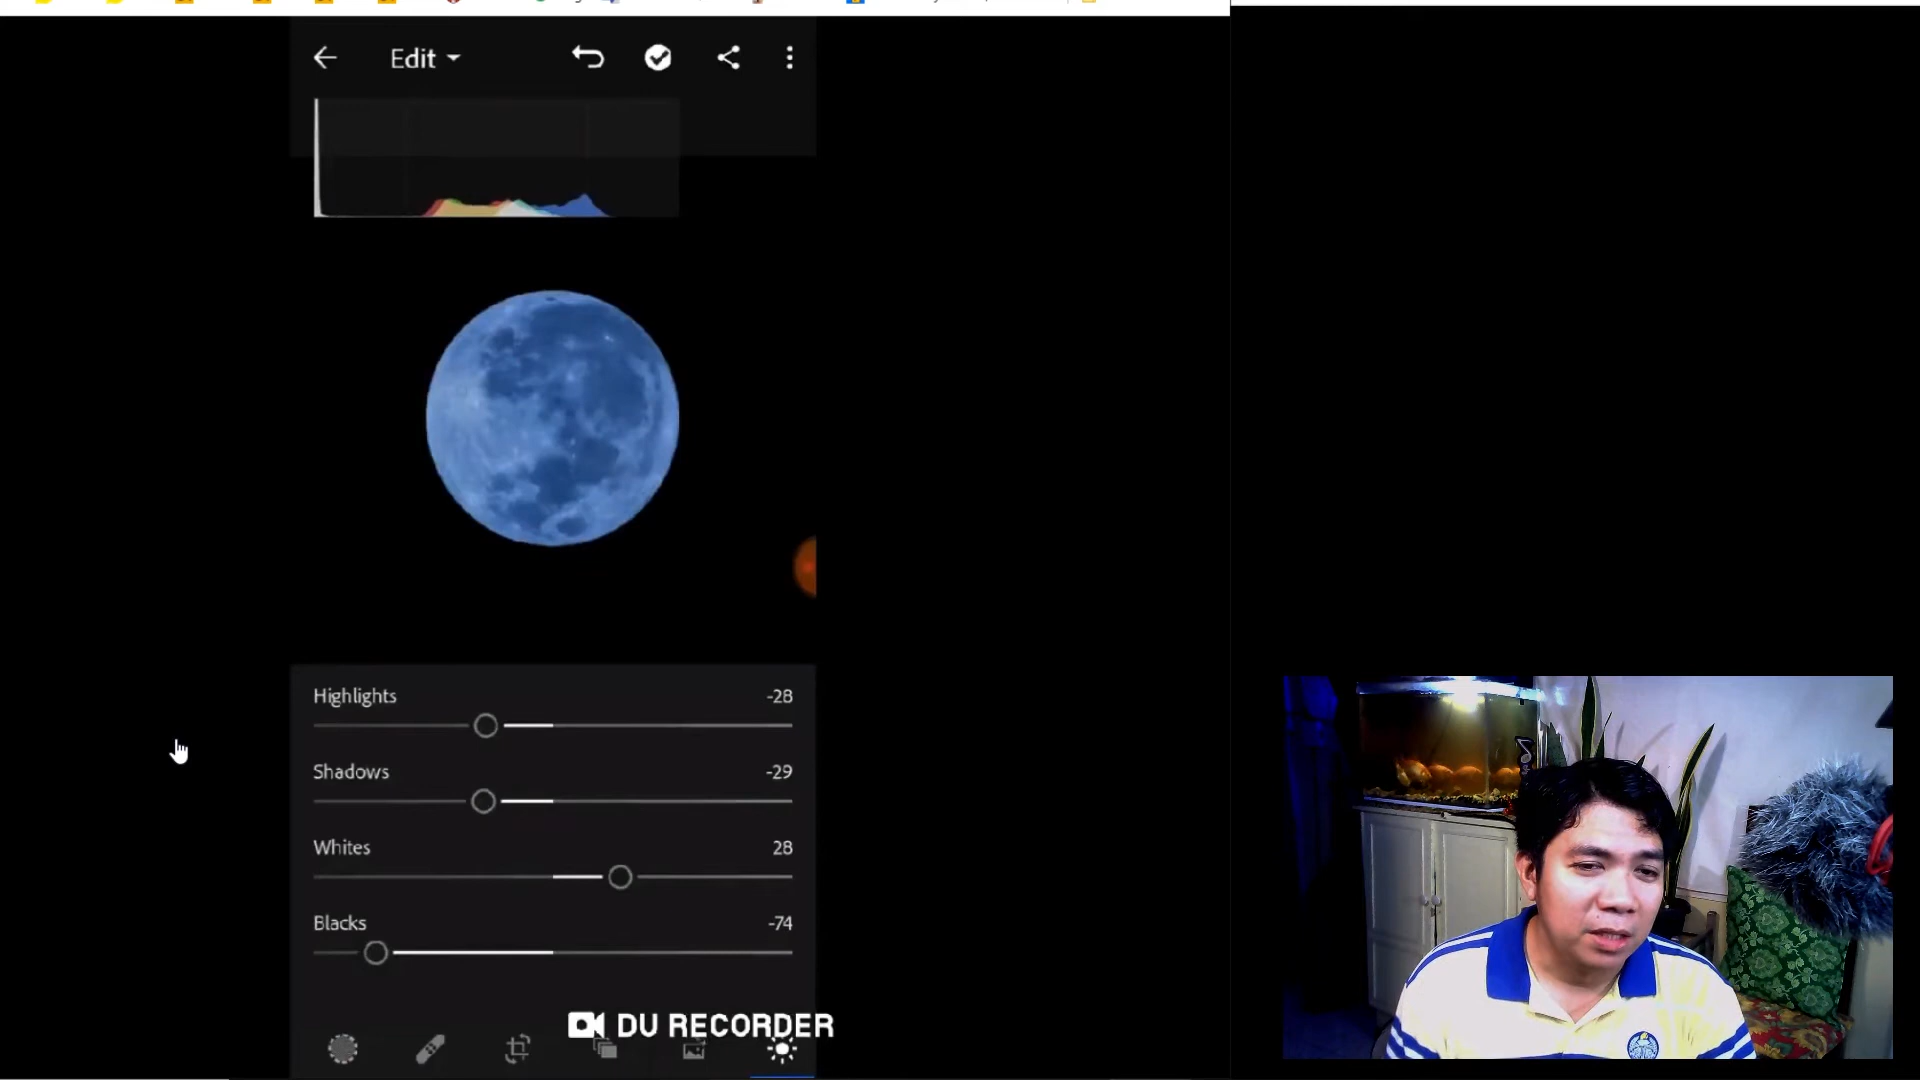 Edit
Highlights -28
Shadows -29
Whites 28
Blacks -74
DU RECORDER